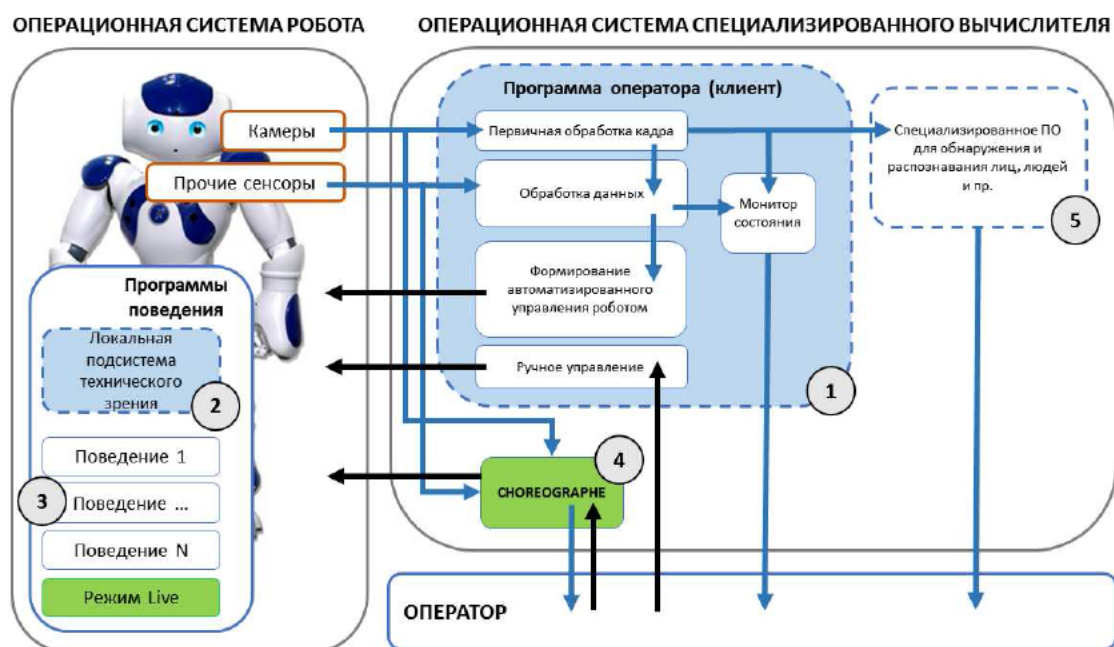 ОПЕРАЦИОННАЯ СИСТЕМА РОБОТА
ОПЕРАЦИОННАЯ СИСТЕМА СПЕЦИАЛИЗИРОВАННОГО ВЫЧИСЛИТЕЛЯ
Камеры
Прочие сенсоры
Программы
поведения
Локальная
подсистема
технического
зрения
2
Поведение 1
3
Поведение ...
Поведение N
Режим Live
Программа оператора (клиент)
Первичная обработка кадра
Обработка данных
Монитор
состояния
Формирование
автоматизированного
управления роботом
Ручное управление
1
Специализированное ПО
для обнаружения и
распознавания лиц, людей
и пр.
5
4
CHOREOGRAPHE
ОПЕРАТОР